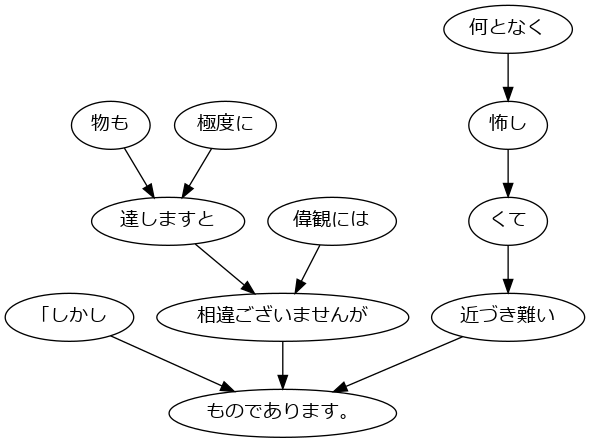 何となく
物も
極度に
怖し
達しますと
偉観には
くて
「しかし
相違ございませんが
近づき難い
ものであります。